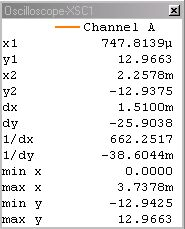 Oscilloscope-XSC1
Channel A
x1 747.8139µ
y1 12.9663
x2 2.2578m
y2 -12.9375
dx 1.5100m
dy -25.9038
1/dx 662.2517
1/dy -38.6044m
min x 0.0000
max x 3.7378m
min y -12.9425
max y 12.9663